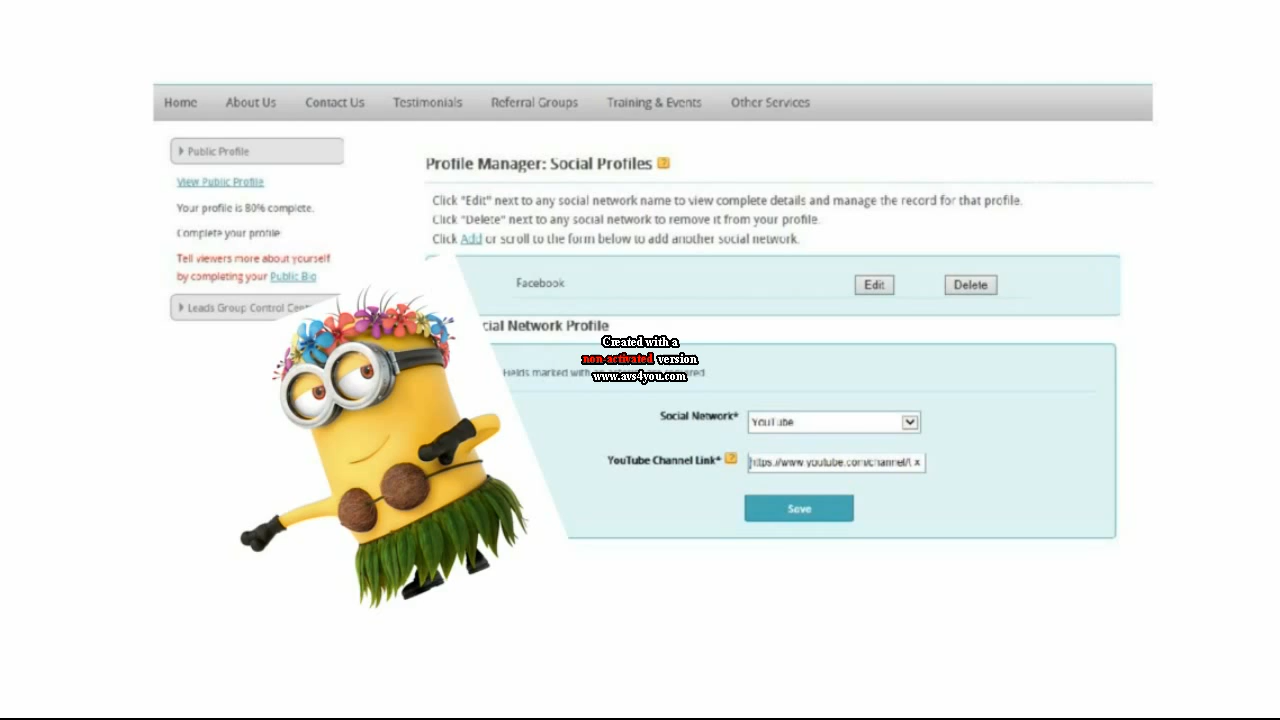 Home About Us Contact Us Testimonials Referral Groups Training & Events Other Services
Public Profile
View Public Profile
Your profile is 80% complete.
Complete your profile
Tell viewers more about yourself
by completing your Public Bio
Leads Group Control
Profile Manager: Social Profiles ?
Click "Edit" next to any social network name to view complete details and manage the record for that profile.
Click "Delete" next to any social network to remove it from your profile.
Click Add or scroll to the form below to add another social network.
Facebook Edit Delete
Network Profile
Created with a
non-activated version
www.avs4you.com
marked with
Social Network* YouTube
YouTube Channel Link* ? https://www.youtube.com/channel/ x
Save